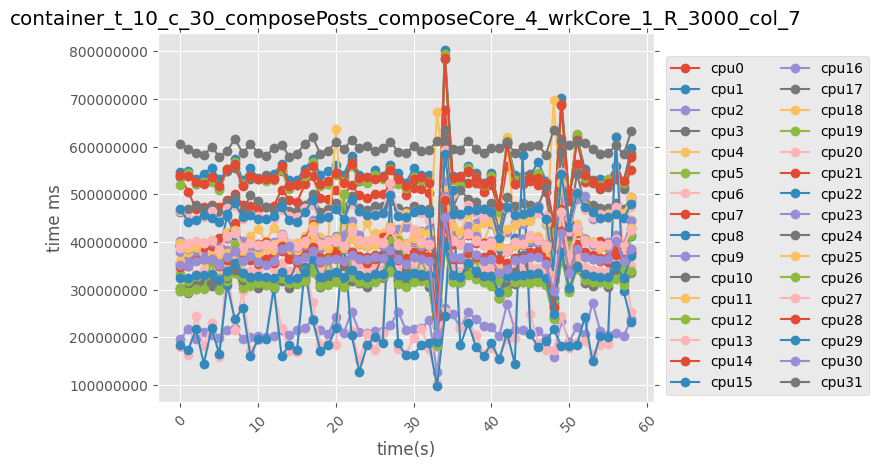 container_t_10_c_30_composePosts_composeCore_4_wrkCore_1_R_3000_col_7
time ms
800000000
700000000
600000000
500000000
400000000
300000000
200000000
100000000
0
10
20
30
40
50
60
time(s)
cpu0
cpu1
cpu2
cpu3
cpu4
cpu5
cpu6
cpu7
cpu8
cpu9
cpu10
cpu11
cpu12
cpu13
cpu14
cpu15
cpu16
cpu17
cpu18
cpu19
cpu20
cpu21
cpu22
cpu23
cpu24
cpu25
cpu26
cpu27
cpu28
cpu29
cpu30
cpu31